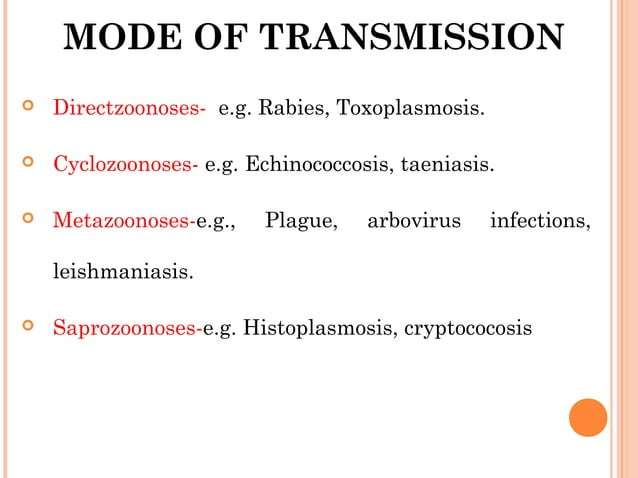 MODE OF TRANSMISSION
Directzoonoses- e.g. Rabies, Toxoplasmosis.
Cyclozoonoses- e.g. Echinococcosis, taeniasis.
Metazoonoses-e.g., Plague, arbovirus infections,
leishmaniasis.
Saprozoonoses-e.g. Histoplasmosis, cryptococosis